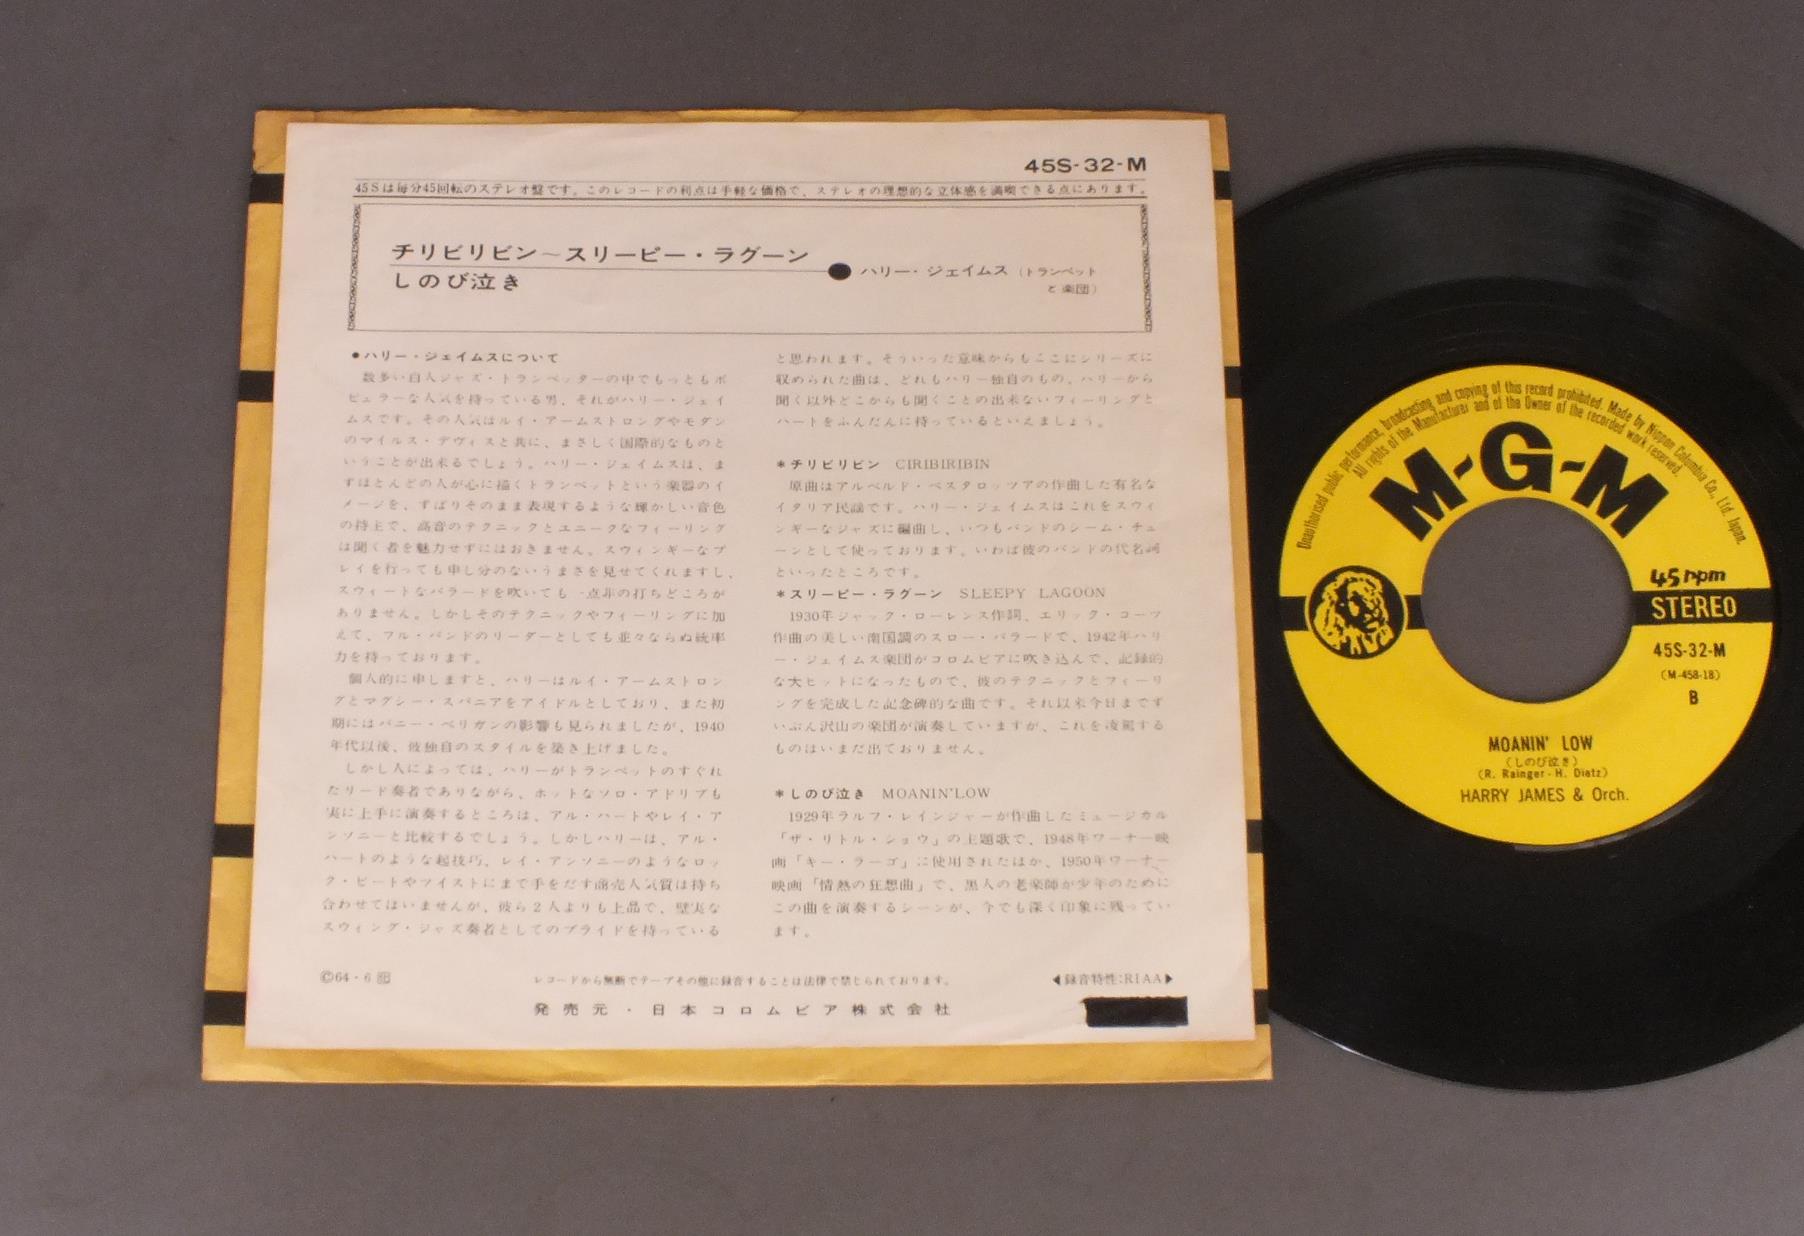 45S-32-M
45Sは毎分45回転のステレオ盤です。このレコードの利点は手軽な価格で、ステレオの理想的な立体感を満喫できる点にあります。
チリビリビン～スリーピー・ラグーン
しのび泣き
ハリー・ジェイムス（トランペット
と楽団）
●ハリー・ジェイムスについて
数多い白人ジャズ・トランペッターの中でもっともポ
ピュラーな人気を持っている男、それがハリー・ジェイ
ムスです。その人気はルイ・アームストロングやモダン
のマイルス・デヴィスと共に、まさしく国際的なものと
いうことが出来るでしょう。ハリー・ジェイムスは、ま
ずほとんどの人が心に描くトランペットという楽器のイ
メージを、ずばりそのまま表現するような輝かしい音色
の持主で、高音のテクニックとユニークなフィーリング
は聞く者を魅力せずにはおきません。スウィンギーなプ
レイを行っても申し分のないうまさを見せてくれますし、
スウィートなバラードを吹いても一点非の打ちどころが
ありません。しかしそのテクニックやフィーリングに加
えて、フル・バンドのリーダーとしても並々ならぬ統率
力を持っております。
個人的に申しますと、ハリーはルイ・アームストロン
グとマグシー・スパニアをアイドルとしており、また初
期にはバニー・ベリガンの影響も見られましたが、1940
年代以後、彼独自のスタイルを築き上げました。
しかし人によっては、ハリーがトランペットのすぐれ
たリード奏者でありながら、ホットなソロ・アドリブも
実に上手に演奏するところは、アル・ハートやレイ・ア
ンソニーと比較するでしょう。しかしハリーは、アル・
ハートのような超技巧、レイ・アンソニーのようなロッ
ク・ビートやツイストにまで手をだす商売人気質は持ち
合わせてはいませんが、彼ら2人よりも上品で、堅実な
スウィング・ジャズ奏者としてのプライドを持っている
と思われます。そういった意味からもここにシリーズに
収められた曲は、どれもハリー独自のもの、ハリーから
聞く以外どこからも聞くことの出来ないフィーリングと
ハートをふんだんに持っているといえましょう。
＊チリビリビン CIRIBIRIBIN
原曲はアルベルド・ペスタロッツアの作曲した有名な
イタリア民謡です。ハリー・ジェイムスはこれをスウィ
ンギーなジャズに編曲し、いつもバンドのシーム・チュ
ーンとして使っております。いわば彼のバンドの代名詞
といったところです。
＊スリーピー・ラグーン SLEEPY LAGOON
1930年ジャック・ローレンス作詞、エリック・コーツ
作曲の美しい南国調のスロー・バラードで、1942年ハリ
ー・ジェイムス楽団がコロムビアに吹き込んで、記録的
な大ヒットになったもので、彼のテクニックとフィーリ
ングを完成した記念碑的な曲です。それ以来今日までず
いぶん沢山の楽団が演奏していますが、これを凌駕する
ものはいまだ出ておりません。
＊しのび泣き MOANIN'LOW
1929年ラルフ・レインジャーが作曲したミュージカル
「ザ・リトル・ショウ」の主題歌で、1948年ワーナー映
画「キー・ラーゴ」に使用されたほか、1950年ワーナー
映画「情熱の狂想曲」で、黒人の老楽師が少年のために
この曲を演奏するシーンが、今でも深く印象に残ってい
ます。
Ⓒ64・6
レコードから無断でテープその他に録音することは法律で禁じられております。
◀録音特性:RIAA▶
発売元・日本コロムビア株式会社
Unauthorised public performance, broadcasting and copying of this record prohibited. Made by Nippon Columbia Co., Ltd. Japan.
All rights of the Manufacturer and of the Owner of the recorded work reserved.
M-G-M
45 rpm
STEREO
45S-32-M
(M-458-18)
B
MOANIN' LOW
(しのび泣き)
(R. Rainger - H. Diatz)
HARRY JAMES & Orch.